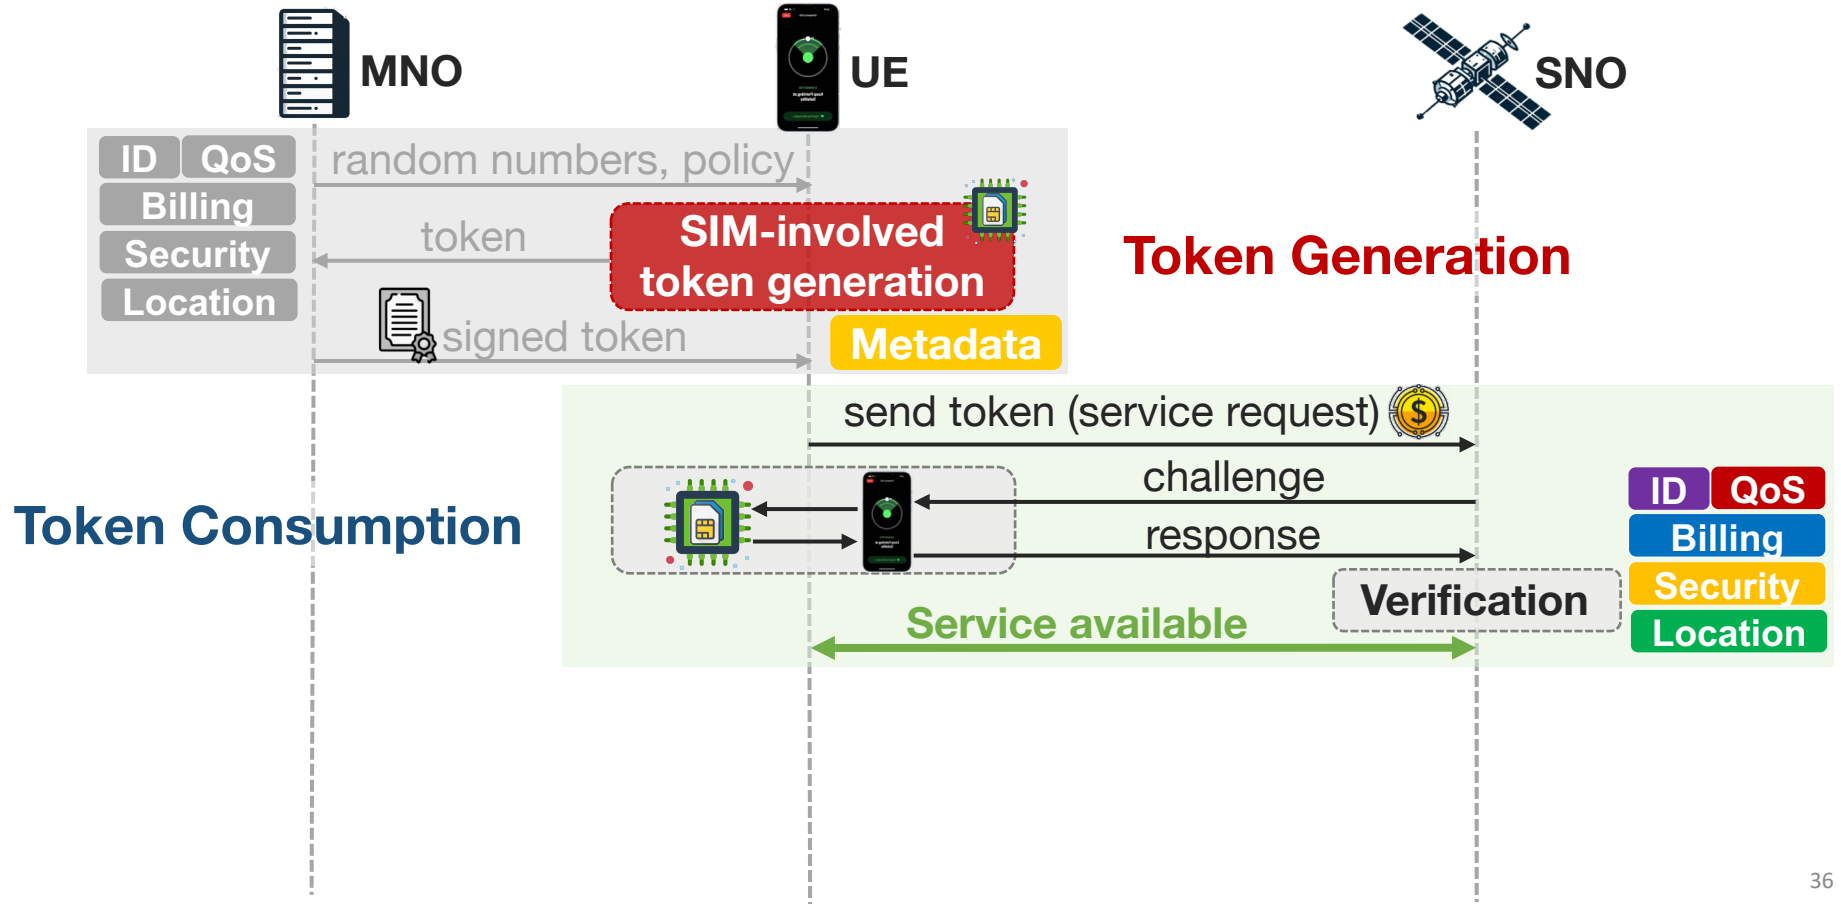 MNO
UE
SNO
ID QoS
Billing
Security
Location
random numbers, policy
token
SIM-involved
token generation
signed token
Metadata
Token Generation
send token (service request)
$
challenge
response
Token Consumption
ID QoS
Billing
Security
Location
Verification
Service available
36